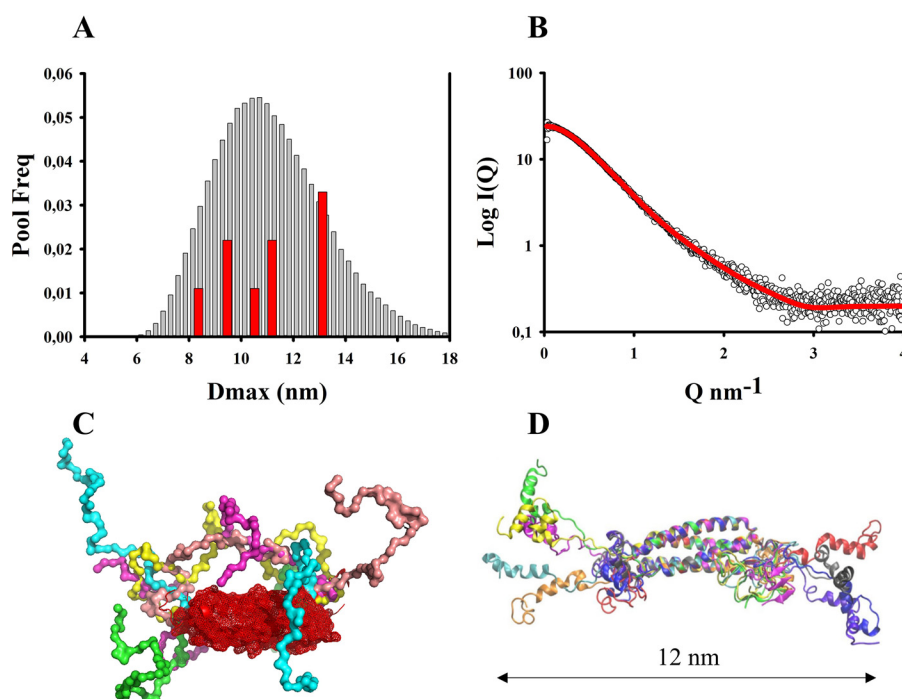 A
B
0,06
0,05
0,04
0,03
0,02
0,01
0,00
Pool Freq
4 6 8 10 12 14 16 18
Dmax (nm)
100
10
1
0,1
Log I(Q)
0 1 2 3 4
Q nm-1
C
D
12 nm